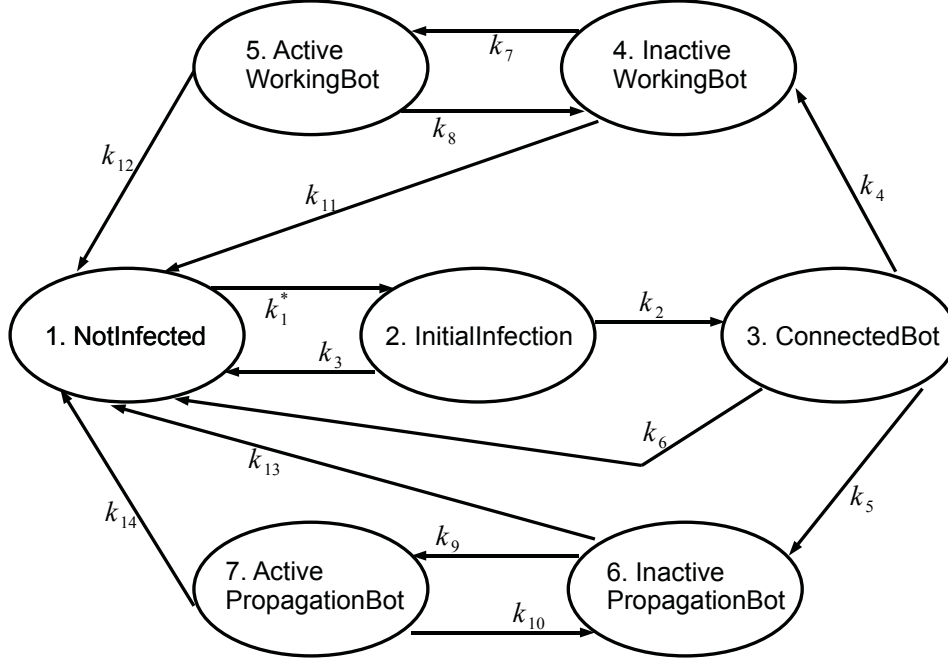 5. Active
WorkingBot
k7
4. Inactive
WorkingBot
k8
k12
k11
k4
1. NotInfected
k1*
k3
2. InitialInfection
k2
3. ConnectedBot
k6
k13
k5
k14
k9
7. Active
PropagationBot
k10
6. Inactive
PropagationBot